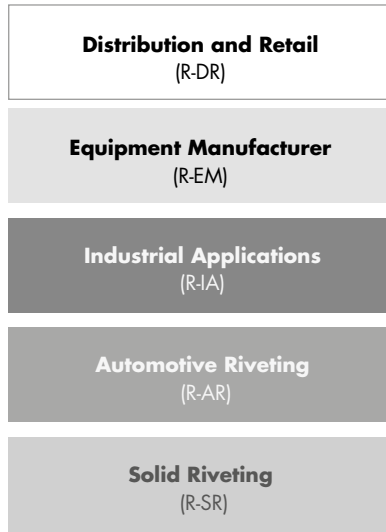 Distribution and Retail
(R-DR)
Equipment Manufacturer
(R-EM)
Industrial Applications
(R-IA)
Automotive Riveting
(R-AR)
Solid Riveting
(R-SR)